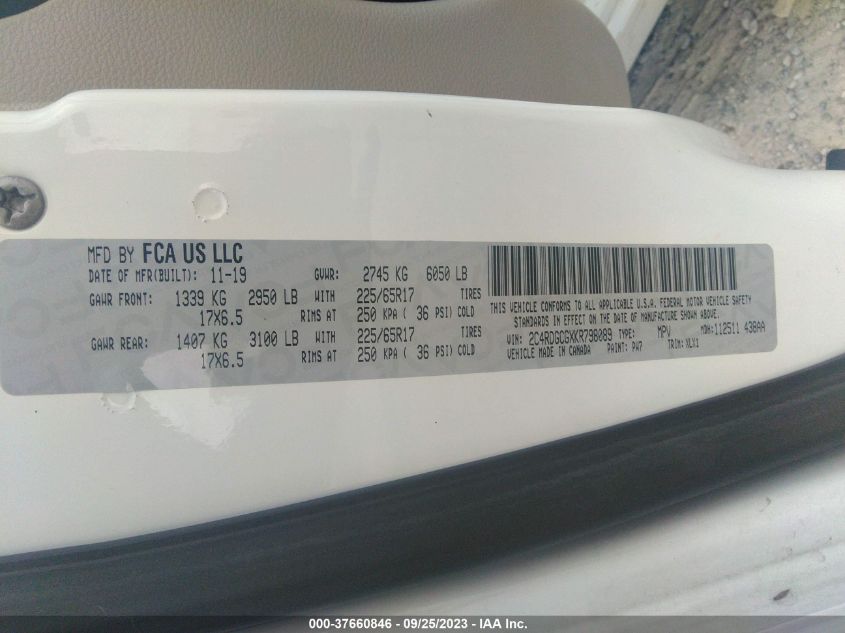 MFD BY FCA US LLC
DATE OF MFR(BUILT): 11-19 GVWR: 2745 KG 6050 LB
GAWR FRONT: 1339 KG 2950 LB WITH 225/65R17 TIRES
17X6.5 RIMS AT 250 KPA ( 36 PSI) COLD
GAWR REAR: 1407 KG 3100 LB WITH 225/65R17 TIRES
17X6.5 RIMS AT 250 KPA ( 36 PSI) COLD
THIS VEHICLE CONFORMS TO ALL APPLICABLE U.S.A. FEDERAL MOTOR VEHICLE SAFETY
STANDARDS IN EFFECT ON THE DATE OF MANUFACTURE SHOWN ABOVE.
VIN: 2C4RDGCGXKR798089 TYPE: MPV MDH: 112511 438AA
VEHICLE MADE IN CANADA PAINT: PW7 TRIM: XLX1
000-37660846 - 09/25/2023 - IAA Inc.